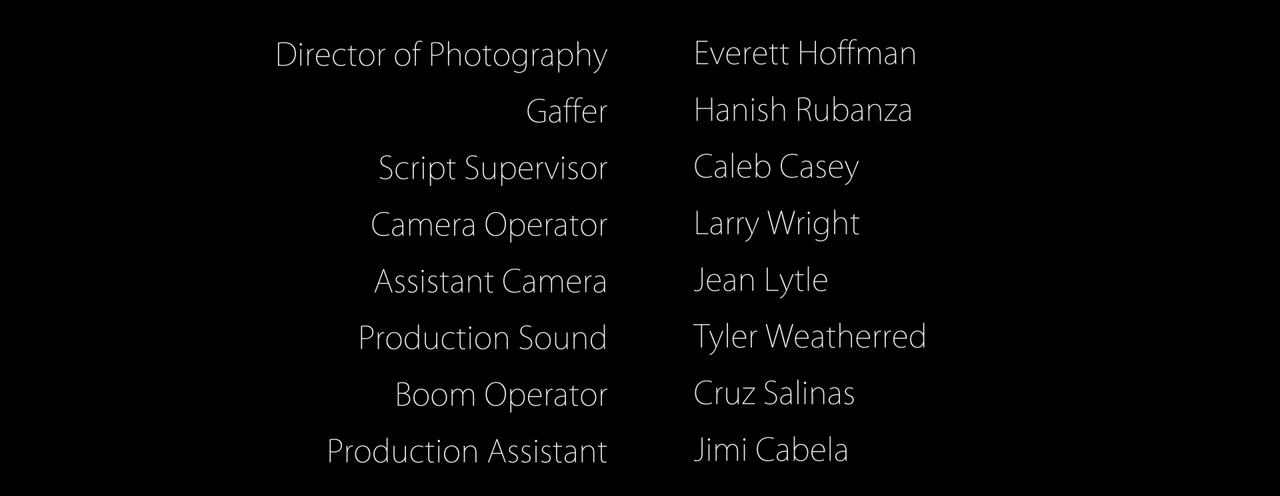 Director of Photography Everett Hoffman
Gaffer Hanish Rubanza
Script Supervisor Caleb Casey
Camera Operator Larry Wright
Assistant Camera Jean Lytle
Production Sound Tyler Weatherred
Boom Operator Cruz Salinas
Production Assistant Jimi Cabela